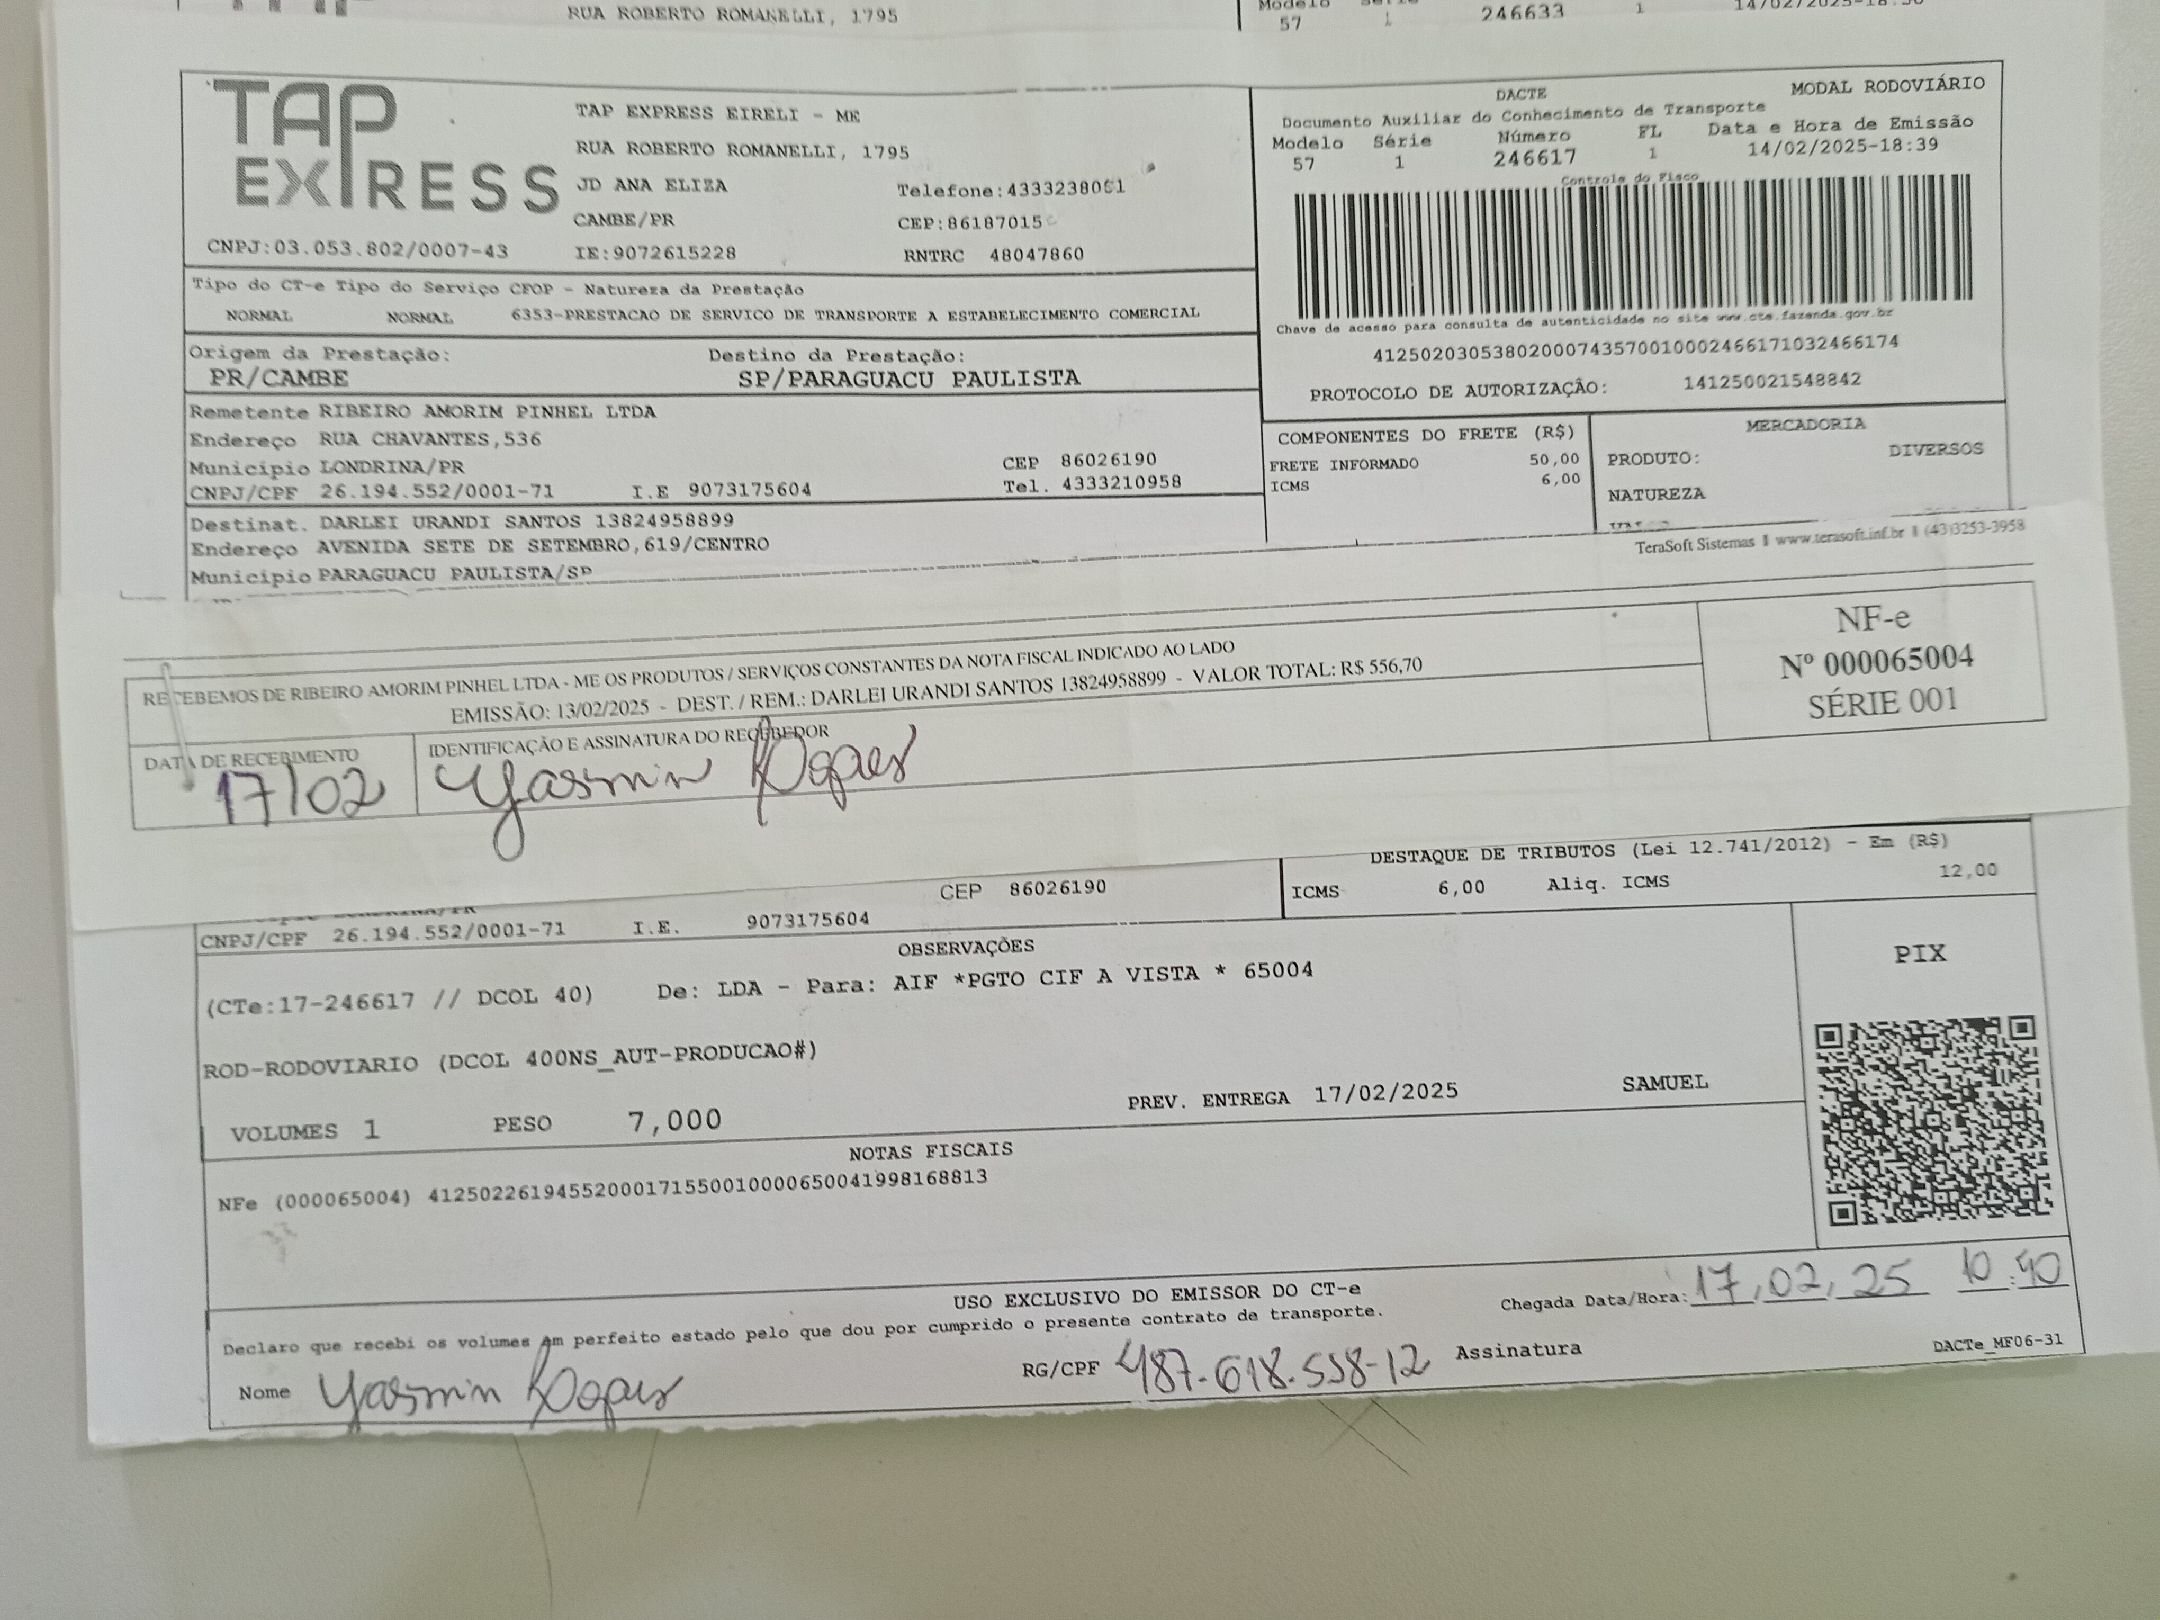 RUA ROBERTO ROMANELLI, 1795
Modelo
57 1 246633 1
TAP EXPRESS
TAP EXPRESS EIRELI - ME
RUA ROBERTO ROMANELLI, 1795
JD ANA ELIZA Telefone:4333238061
CAMBE/PR CEP:86187015
CNPJ:03.053.802/0007-43 IE:9072615228 RNTRC 48047860
DACTE MODAL RODOVIÁRIO
Documento Auxiliar do Conhecimento de Transporte
Modelo Série Número FL Data e Hora de Emissão
57 1 246617 1 14/02/2025-18:39
Controle do Fisco
Chave de acesso para consulta de autenticidade no site www.cte.fazenda.gov.br
41250203053802000743570010002466171032466174
PROTOCOLO DE AUTORIZAÇÃO: 141250021548842
Tipo do CT-e Tipo do Serviço CFOP - Natureza da Prestação
NORMAL NORMAL 6353-PRESTACAO DE SERVICO DE TRANSPORTE A ESTABELECIMENTO COMERCIAL
Origem da Prestação: Destino da Prestação:
PR/CAMBE SP/PARAGUACU PAULISTA
Remetente RIBEIRO AMORIM PINHEL LTDA
Endereço RUA CHAVANTES,536
Município LONDRINA/PR CEP 86026190
CNPJ/CPF 26.194.552/0001-71 I.E 9073175604 Tel. 4333210958
COMPONENTES DO FRETE (R$)
FRETE INFORMADO 50,00
ICMS 6,00
MERCADORIA
PRODUTO: DIVERSOS
NATUREZA
Destinat. DARLEI URANDI SANTOS 13824958899
Endereço AVENIDA SETE DE SETEMBRO,619/CENTRO
Município PARAGUACU PAULISTA/SP
TeraSoft Sistemas || www.terasoft.inf.br || (43)3253-3958
RECEBEMOS DE RIBEIRO AMORIM PINHEL LTDA - ME OS PRODUTOS / SERVIÇOS CONSTANTES DA NOTA FISCAL INDICADO AO LADO
EMISSÃO: 13/02/2025 - DEST. / REM.: DARLEI URANDI SANTOS 13824958899 - VALOR TOTAL: R$ 556,70
NF-e
Nº 000065004
SÉRIE 001
DATA DE RECEBIMENTO IDENTIFICAÇÃO E ASSINATURA DO RECEBEDOR
17/02 Yasmin Lopes
CEP 86026190
CNPJ/CPF 26.194.552/0001-71 I.E. 9073175604
DESTAQUE DE TRIBUTOS (Lei 12.741/2012) - Em (R$)
ICMS 6,00 Aliq. ICMS 12,00
OBSERVAÇÕES
(CTe:17-246617 // DCOL 40) De: LDA - Para: AIF *PGTO CIF A VISTA * 65004
PIX
ROD-RODOVIARIO (DCOL 400NS_AUT-PRODUCAO#)
VOLUMES 1 PESO 7,000 PREV. ENTREGA 17/02/2025 SAMUEL
NOTAS FISCAIS
NFe (000065004) 41250226194552000171550010000650041998168813
USO EXCLUSIVO DO EMISSOR DO CT-e
Declaro que recebi os volumes em perfeito estado pelo que dou por cumprido o presente contrato de transporte.
Chegada Data/Hora: 17,02,25 10:40
Nome Yasmin Lopes RG/CPF 487.618.558-12 Assinatura
DACTe_MF06-31